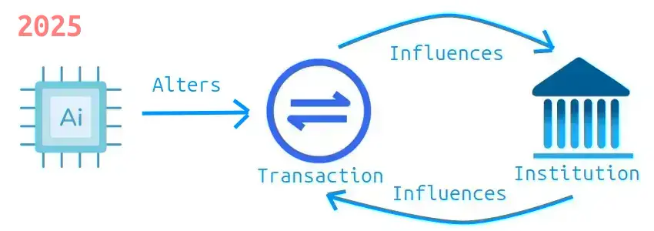 2025
Influences
Alters
Ai
Transaction
Institution
Influences